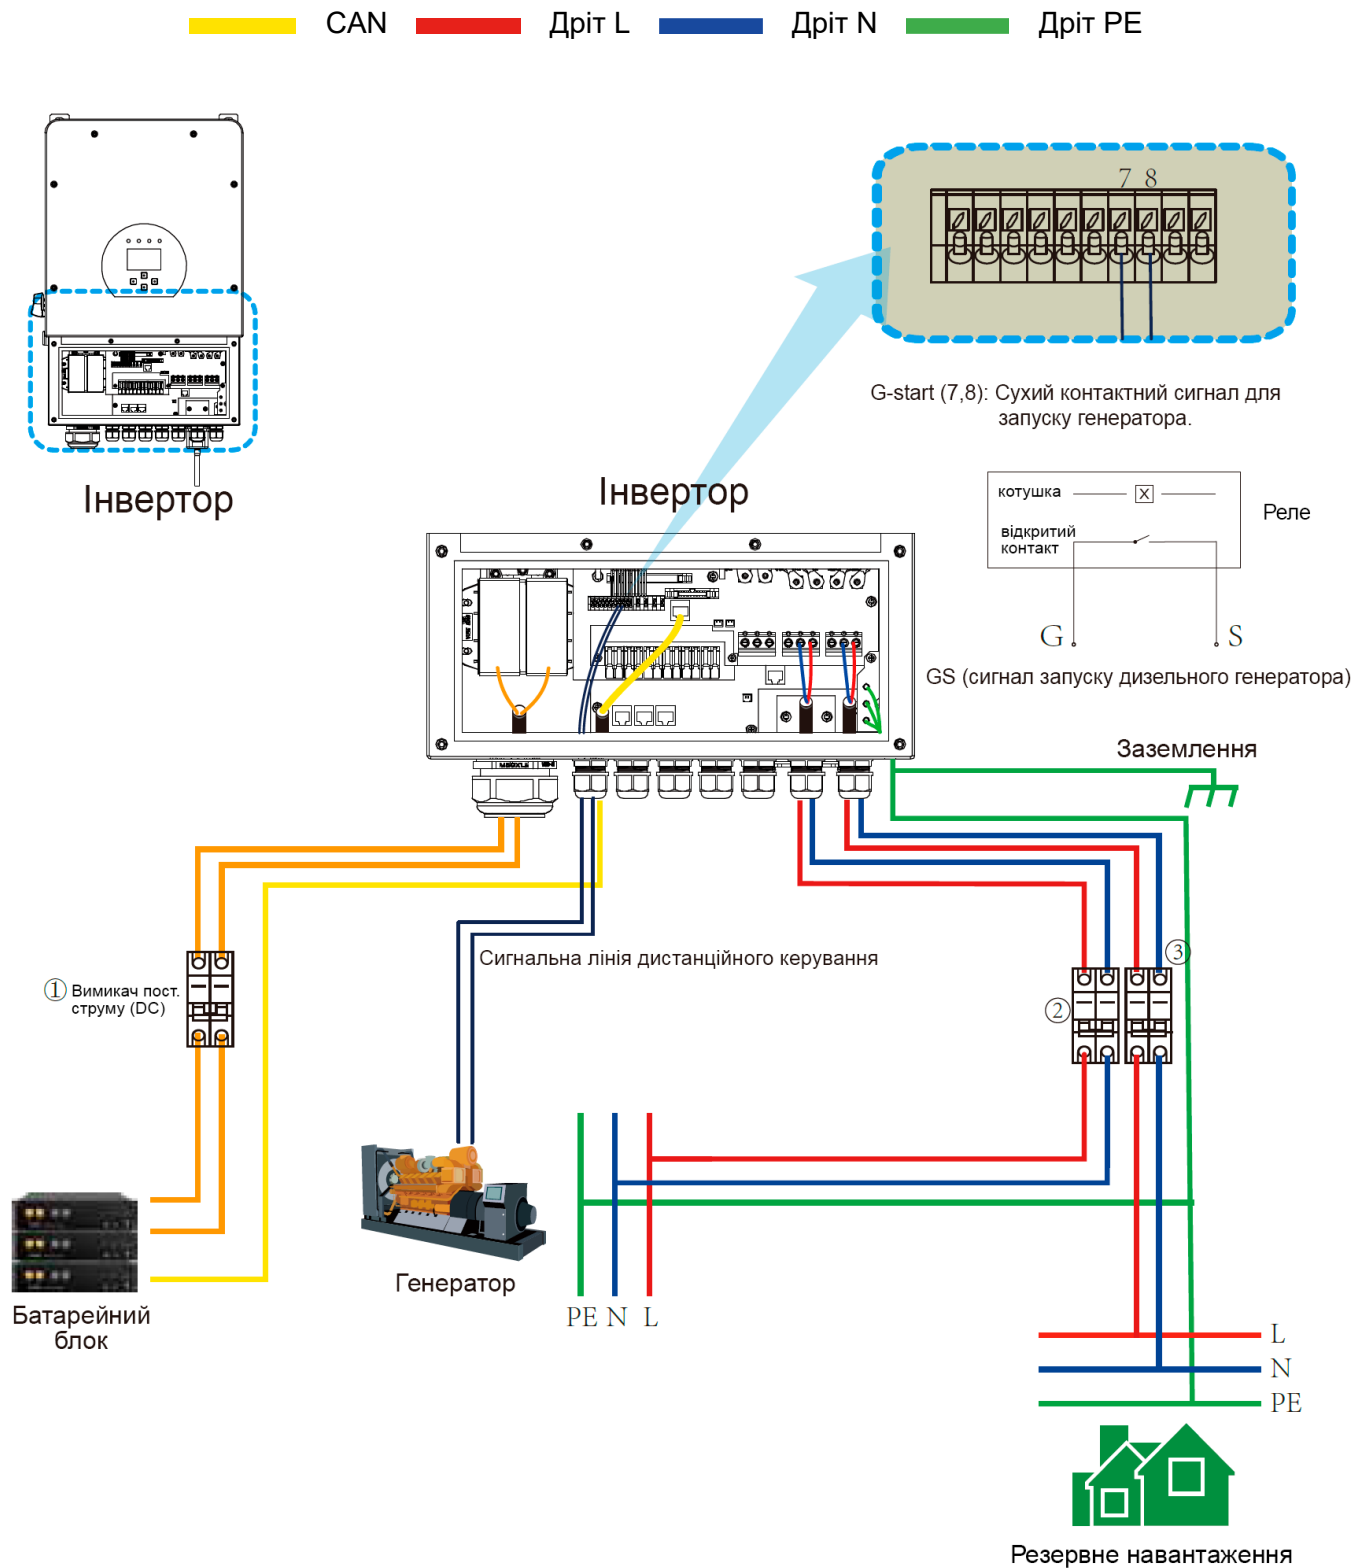 CAN Дріт L Дріт N Дріт PE
7 8
G-start (7,8): Сухий контактний сигнал для
запуску генератора.
Інвертор
Інвертор
котушка
X
відкритий
контакт
Реле
G S
GS (сигнал запуску дизельного генератора)
Заземлення
Сигнальна лінія дистанційного керування
① Вимикач пост.
струму (DC)
②
③
Генератор
PE N L
Батарейний
блок
L
N
PE
Резервне навантаження